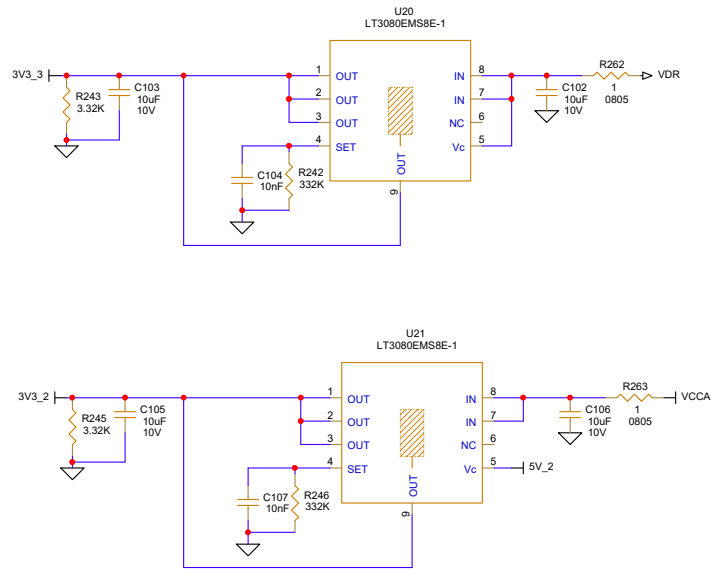 U20
LT3080EMS8E-1
3V3_3
R243
3.32K
C103
10uF
10V
1 OUT
2 OUT
3 OUT
4 SET
OUT
9
IN 8
IN 7
NC 6
Vc 5
C104
10nF
R242
332K
C102
10uF
10V
R262
1
0805
VDR
U21
LT3080EMS8E-1
3V3_2
R245
3.32K
C105
10uF
10V
1 OUT
2 OUT
3 OUT
4 SET
OUT
9
IN 8
IN 7
NC 6
Vc 5
5V_2
C107
10nF
R246
332K
C106
10uF
10V
R263
1
0805
VCCA